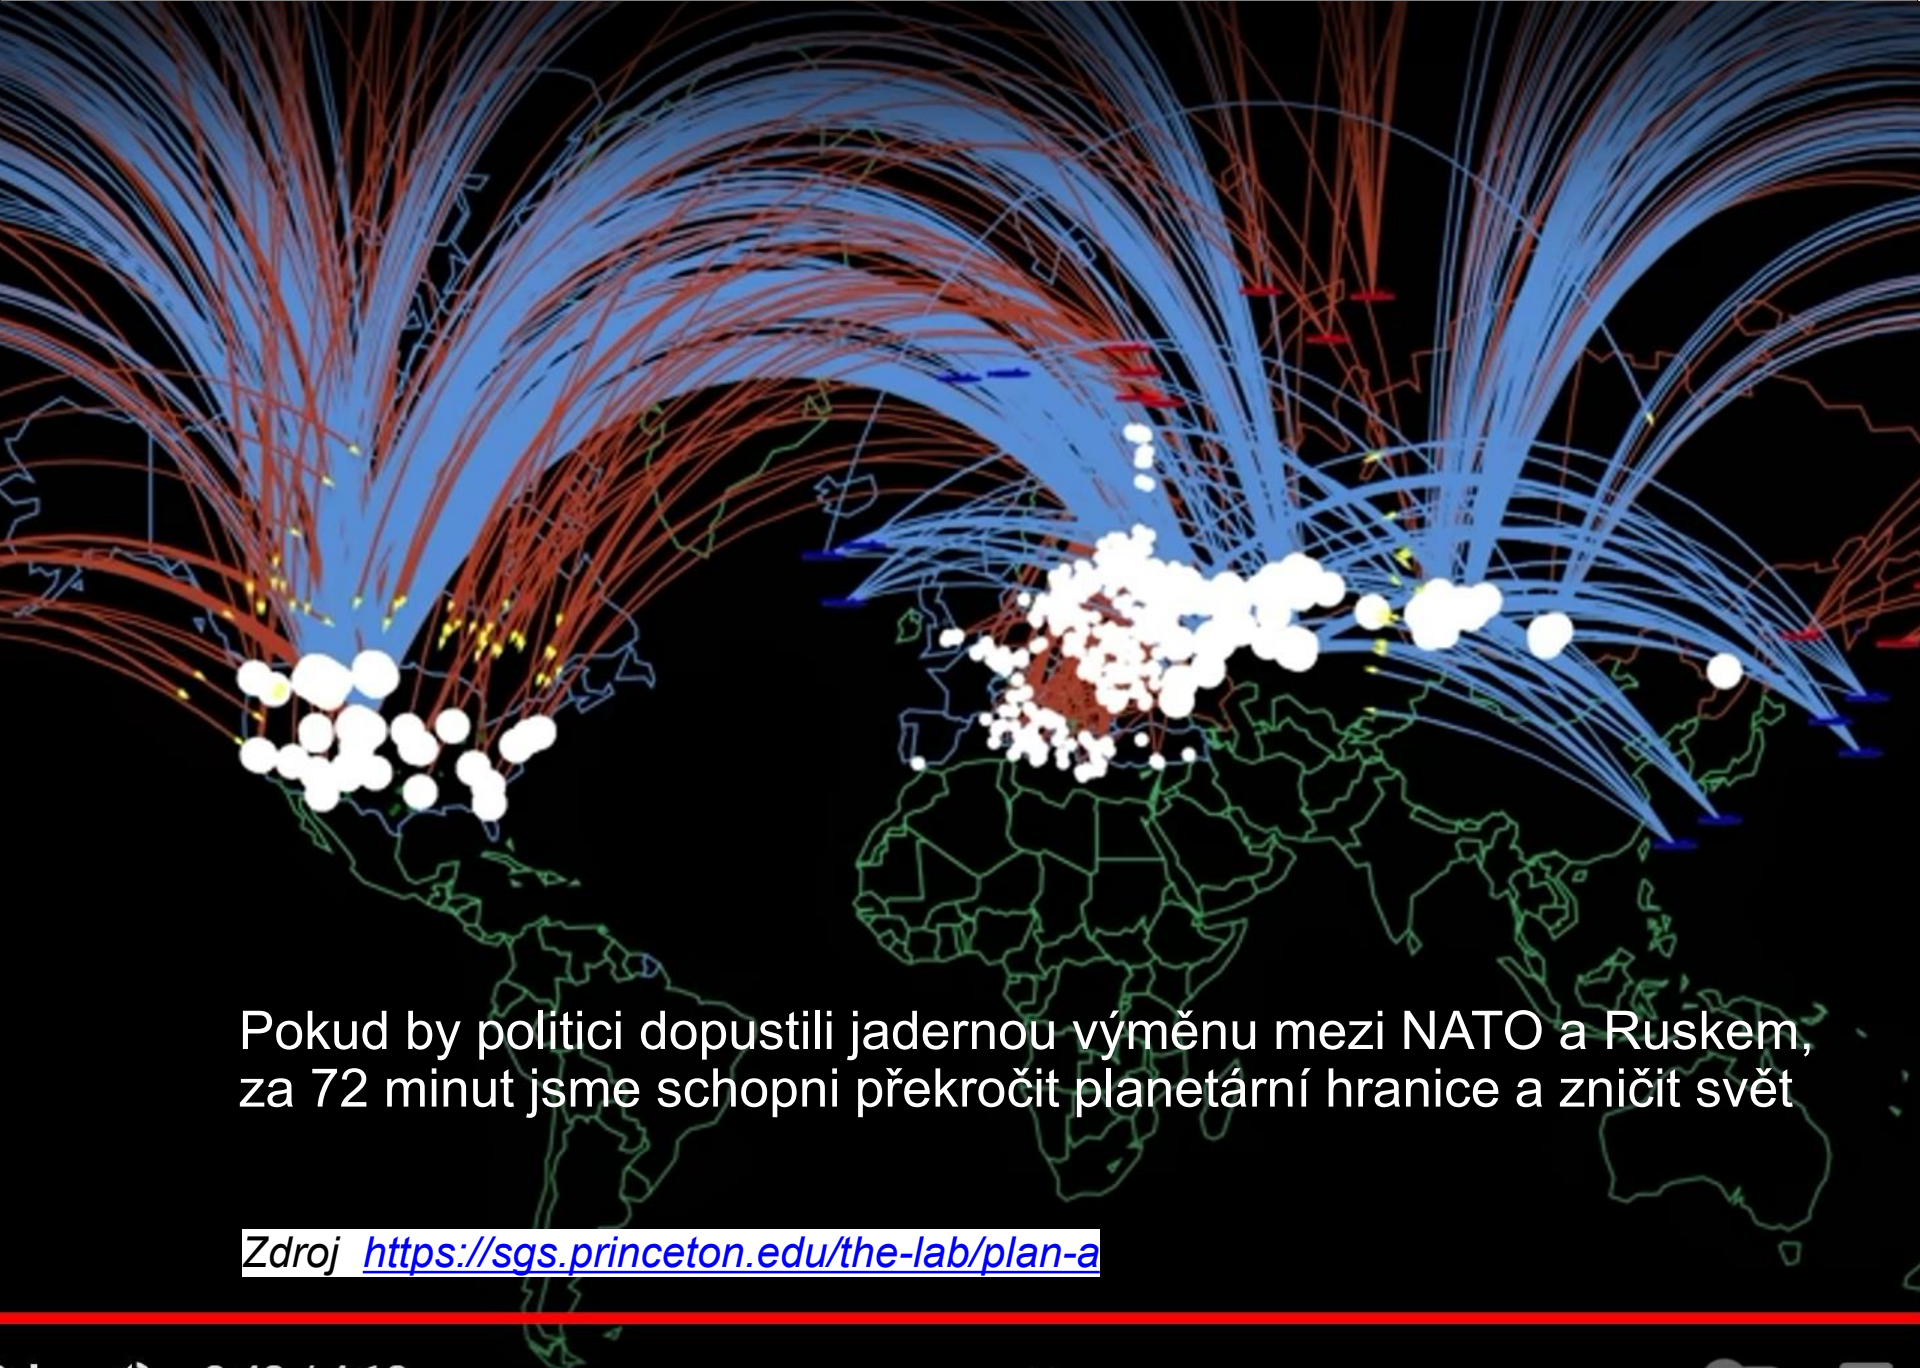 Pokud by politici dopustili jadernou výměnu mezi NATO a Ruskem,
za 72 minut jsme schopni překročit planetární hranice a zničit svět
Zdroj https://sgs.princeton.edu/the-lab/plan-a